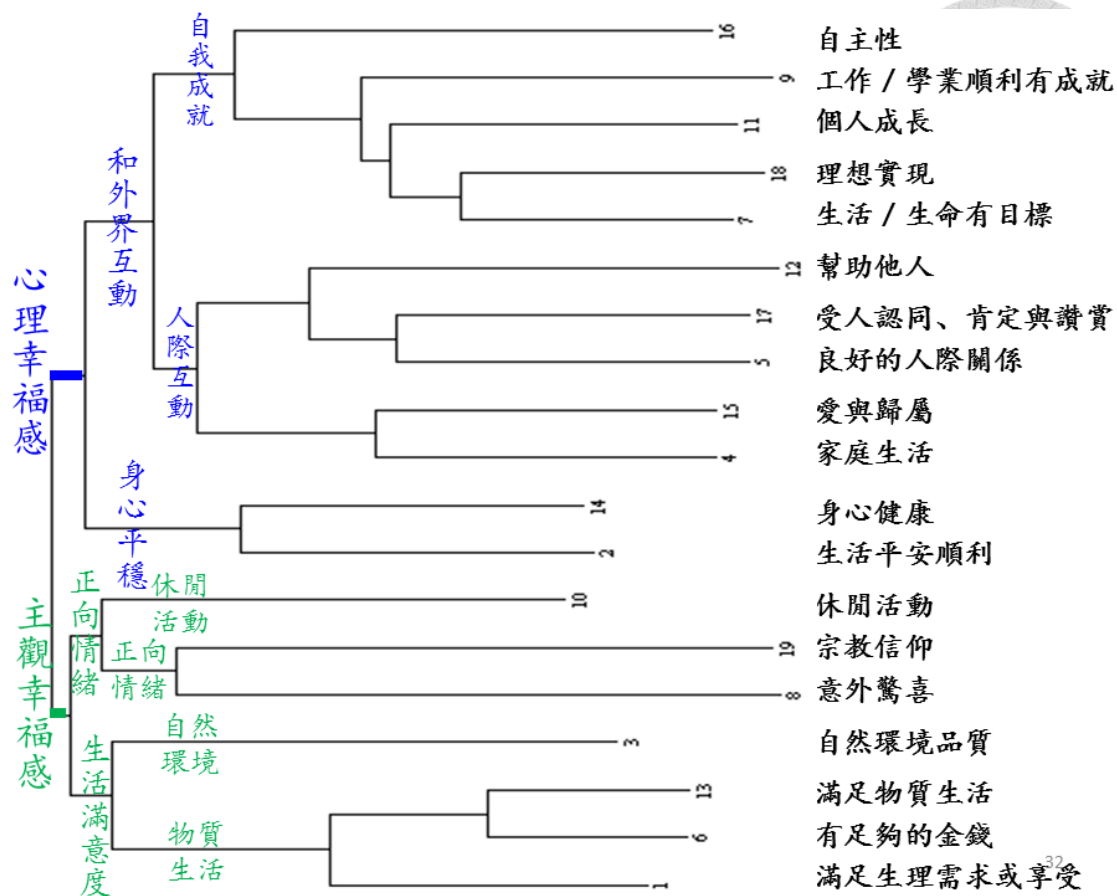 心理幸福感
和外界互動
自我成就
人際互動
身心平穩
主觀幸福感
正向情緒
休閒
活動
正向
情緒
生活滿意度
自然
環境
物質
生活
16 自主性
9 工作 / 學業順利有成就
11 個人成長
18 理想實現
7 生活 / 生命有目標
12 幫助他人
17 受人認同、肯定與讚賞
5 良好的人際關係
15 愛與歸屬
4 家庭生活
14 身心健康
2 生活平安順利
10 休閒活動
19 宗教信仰
8 意外驚喜
3 自然環境品質
13 滿足物質生活
6 有足夠的金錢
1 滿足生理需求或享受
32